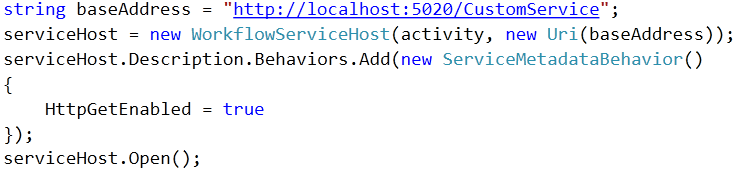 string baseAddress = "http://localhost:5020/CustomService";
serviceHost = new WorkflowServiceHost(activity, new Uri(baseAddress));
serviceHost.Description.Behaviors.Add(new ServiceMetadataBehavior()
{
    HttpGetEnabled = true
});
serviceHost.Open();